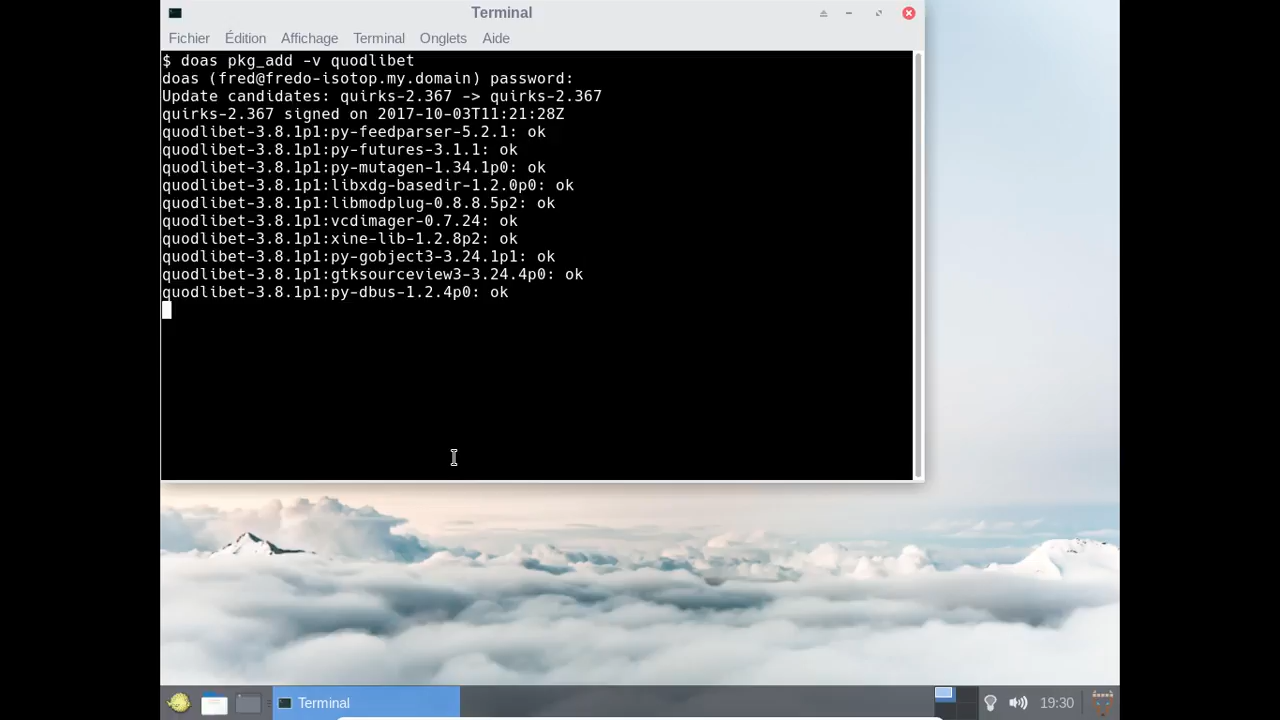 Terminal
Fichier Édition Affichage Terminal Onglets Aide
$ doas pkg_add -v quodlibet
doas (fred@fredo-isotop.my.domain) password:
Update candidates: quirks-2.367 -> quirks-2.367
quirks-2.367 signed on 2017-10-03T11:21:28Z
quodlibet-3.8.1p1:py-feedparser-5.2.1: ok
quodlibet-3.8.1p1:py-futures-3.1.1: ok
quodlibet-3.8.1p1:py-mutagen-1.34.1p0: ok
quodlibet-3.8.1p1:libxdg-basedir-1.2.0p0: ok
quodlibet-3.8.1p1:libmodplug-0.8.8.5p2: ok
quodlibet-3.8.1p1:vcdimager-0.7.24: ok
quodlibet-3.8.1p1:xine-lib-1.2.8p2: ok
quodlibet-3.8.1p1:py-gobject3-3.24.1p1: ok
quodlibet-3.8.1p1:gtksourceview3-3.24.4p0: ok
quodlibet-3.8.1p1:py-dbus-1.2.4p0: ok
Terminal 19:30